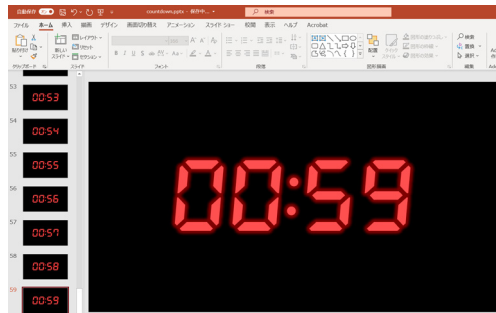 自動保存 countdown.pptx - 保存中... 検索
ファイル ホーム 挿入 描画 デザイン 画面切り替え アニメーション スライド ショー 校閲 表示 ヘルプ Acrobat
貼り付け 新しい スライド レイアウト リセット セクション 配置 検索 置換 選択
クリップボード スライド フォント 段落 図形描画 編集
53 00:53
54 00:54
55 00:55
56 00:56
57 00:57
58 00:58
59 00:59
00:59